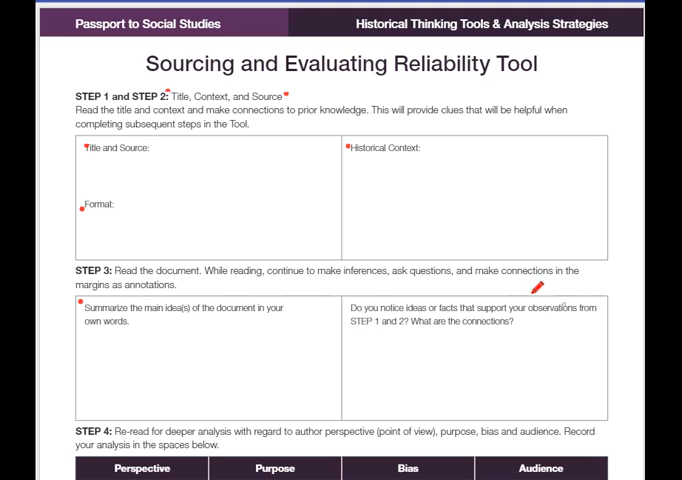 Passport to Social Studies
Historical Thinking Tools & Analysis Strategies
Sourcing and Evaluating Reliability Tool
STEP 1 and STEP 2: Title, Context, and Source
Read the title and context and make connections to prior knowledge. This will provide clues that will be helpful when
completing subsequent steps in the Tool.
Title and Source:
Format:
Historical Context:
STEP 3: Read the document. While reading, continue to make inferences, ask questions, and make connections in the
margins as annotations.
Summarize the main idea(s) of the document in your
own words.
Do you notice ideas or facts that support your observations from
STEP 1 and 2? What are the connections?
STEP 4: Re-read for deeper analysis with regard to author perspective (point of view), purpose, bias and audience. Record
your analysis in the spaces below.
Perspective
Purpose
Bias
Audience